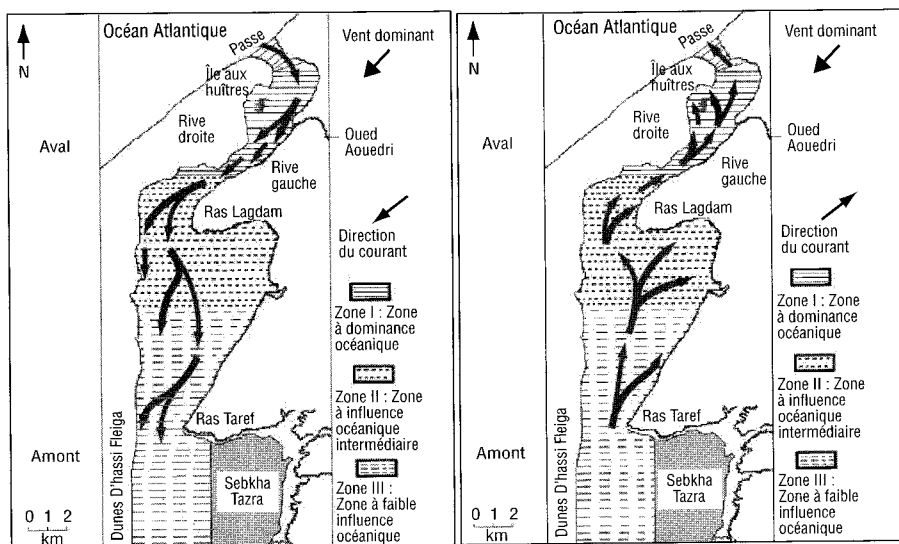 Océan Atlantique
N
Passe
Vent dominant
Île aux
huîtres
Rive
droite
Aval
Oued
Aouedri
Rive
gauche
Ras Lagdam
Direction
du courant
Zone I : Zone
à dominance
océanique
Zone II : Zone
à influence
océanique
intermédiaire
Ras Taref
Amont
Dunes D'hassi Fleiga
Sebkha
Tazra
Zone III :
Zone à faible
influence
océanique
0 1 2
km
Océan Atlantique
N
Passe
Vent dominant
Île aux
huîtres
Rive
droite
Aval
Oued
Aouedri
Rive
gauche
Ras Lagdam
Direction
du courant
Zone I : Zone
à dominance
océanique
Zone II : Zone
à influence
océanique
intermédiaire
Ras Taref
Amont
Dunes D'hassi Fleiga
Sebkha
Tazra
Zone III :
Zone à faible
influence
océanique
0 1 2
km